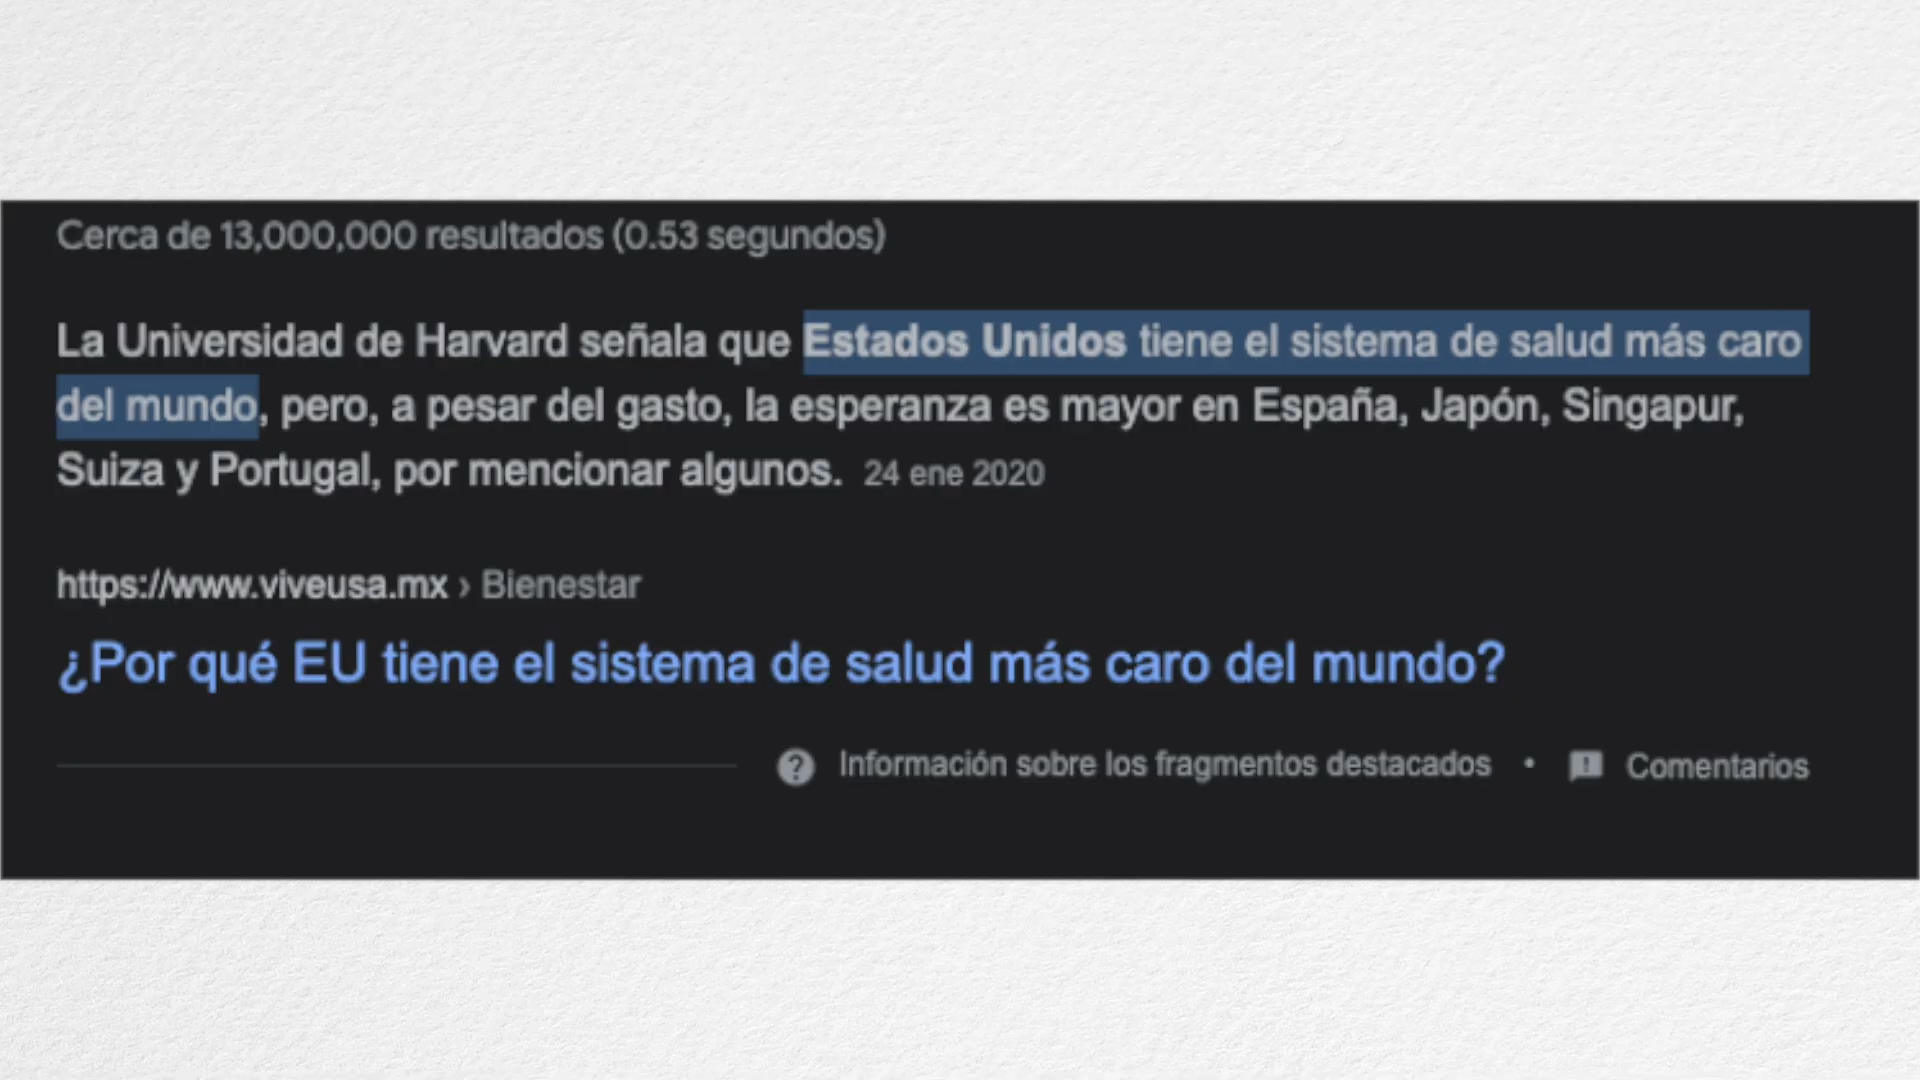 Cerca de 13,000,000 resultados (0.53 segundos)
La Universidad de Harvard señala que Estados Unidos tiene el sistema de salud más caro
del mundo, pero, a pesar del gasto, la esperanza es mayor en España, Japón, Singapur,
Suiza y Portugal, por mencionar algunos. 24 ene 2020
https://www.viveusa.mx › Bienestar
¿Por qué EU tiene el sistema de salud más caro del mundo?
Información sobre los fragmentos destacados • Comentarios